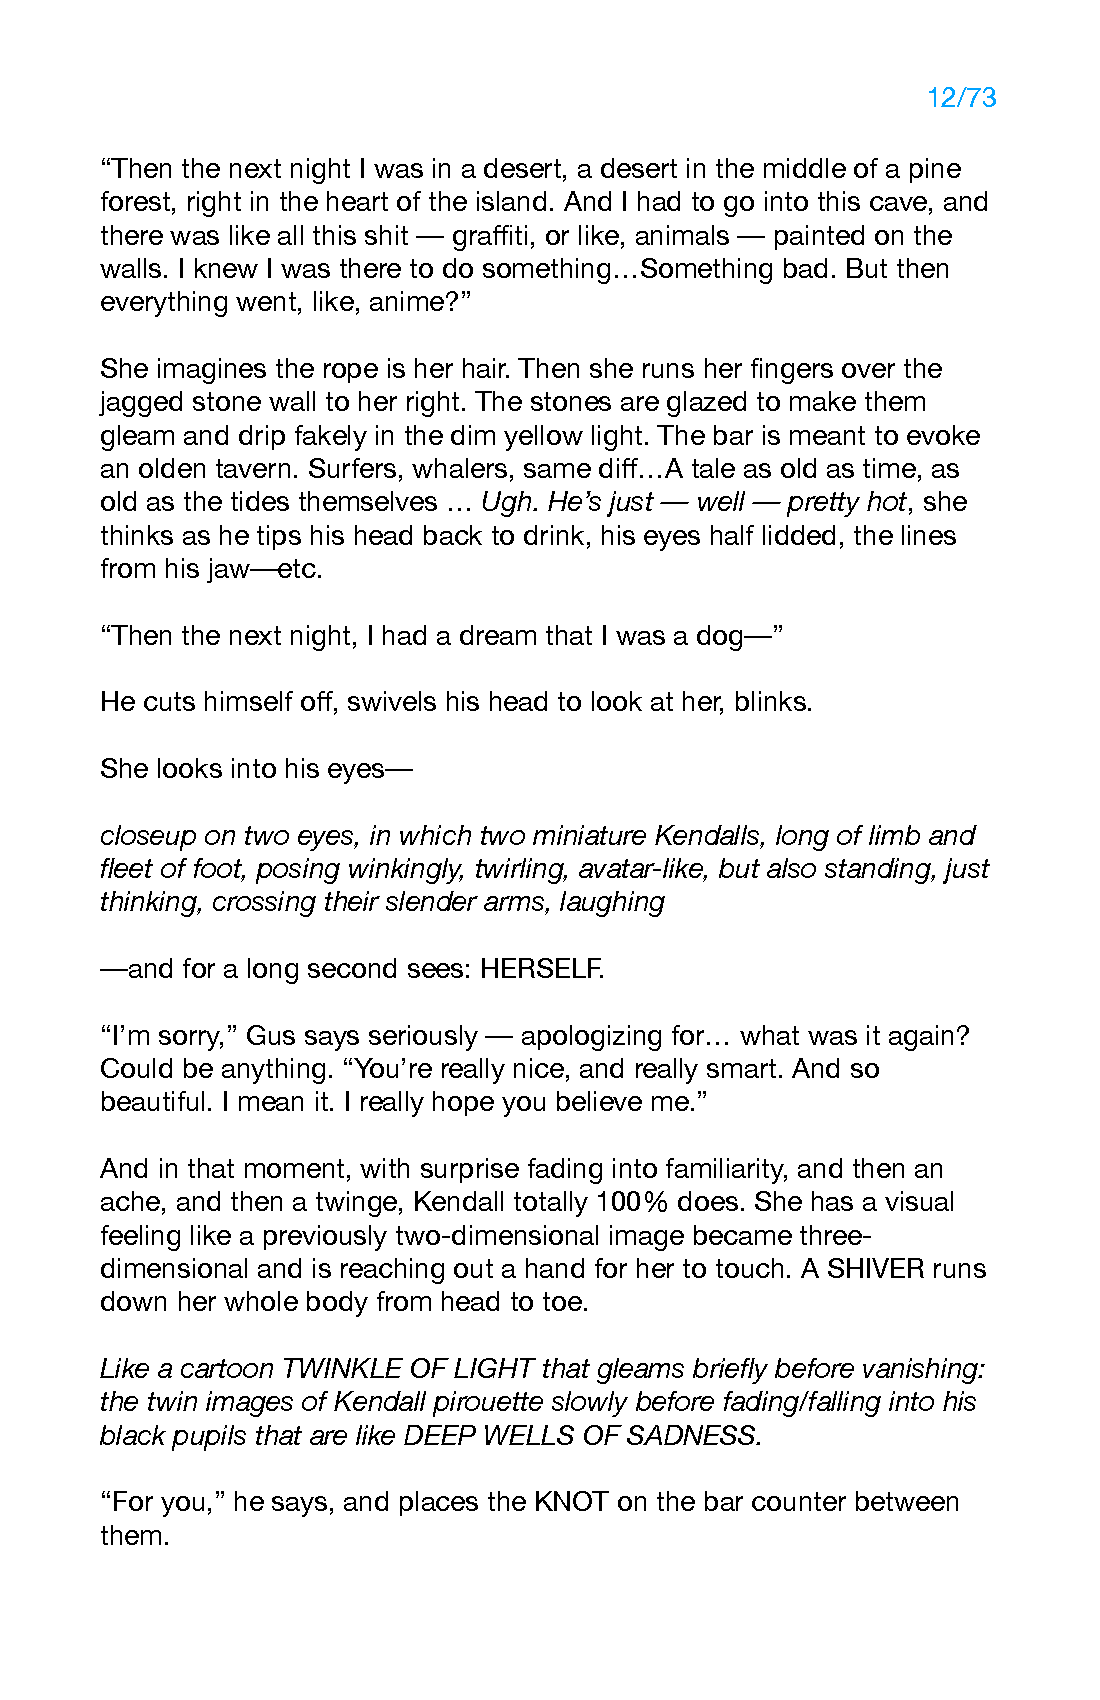 12/73
“Then the next night I was in a desert, a desert in the middle of a pine
forest, right in the heart of the island. And I had to go into this cave, and
there was like all this shit — graffiti, or like, animals — painted on the
walls. I knew I was there to do something…Something bad. But then
everything went, like, anime?”
She imagines the rope is her hair. Then she runs her fingers over the
jagged stone wall to her right. The stones are glazed to make them
gleam and drip fakely in the dim yellow light. The bar is meant to evoke
an olden tavern. Surfers, whalers, same diff…A tale as old as time, as
old as the tides themselves … Ugh. He’s just — well — pretty hot, she
thinks as he tips his head back to drink, his eyes half lidded, the lines
from his jaw—etc.
“Then the next night, I had a dream that I was a dog—”
He cuts himself off, swivels his head to look at her, blinks.
She looks into his eyes—
closeup on two eyes, in which two miniature Kendalls, long of limb and
fleet of foot, posing winkingly, twirling, avatar-like, but also standing, just
thinking, crossing their slender arms, laughing
—and for a long second sees: HERSELF.
“I’m sorry,” Gus says seriously — apologizing for… what was it again?
Could be anything. “You’re really nice, and really smart. And so
beautiful. I mean it. I really hope you believe me.”
And in that moment, with surprise fading into familiarity, and then an
ache, and then a twinge, Kendall totally 100% does. She has a visual
feeling like a previously two-dimensional image became three-
dimensional and is reaching out a hand for her to touch. A SHIVER runs
down her whole body from head to toe.
Like a cartoon TWINKLE OF LIGHT that gleams briefly before vanishing:
the twin images of Kendall pirouette slowly before fading/falling into his
black pupils that are like DEEP WELLS OF SADNESS.
“For you,” he says, and places the KNOT on the bar counter between
them.